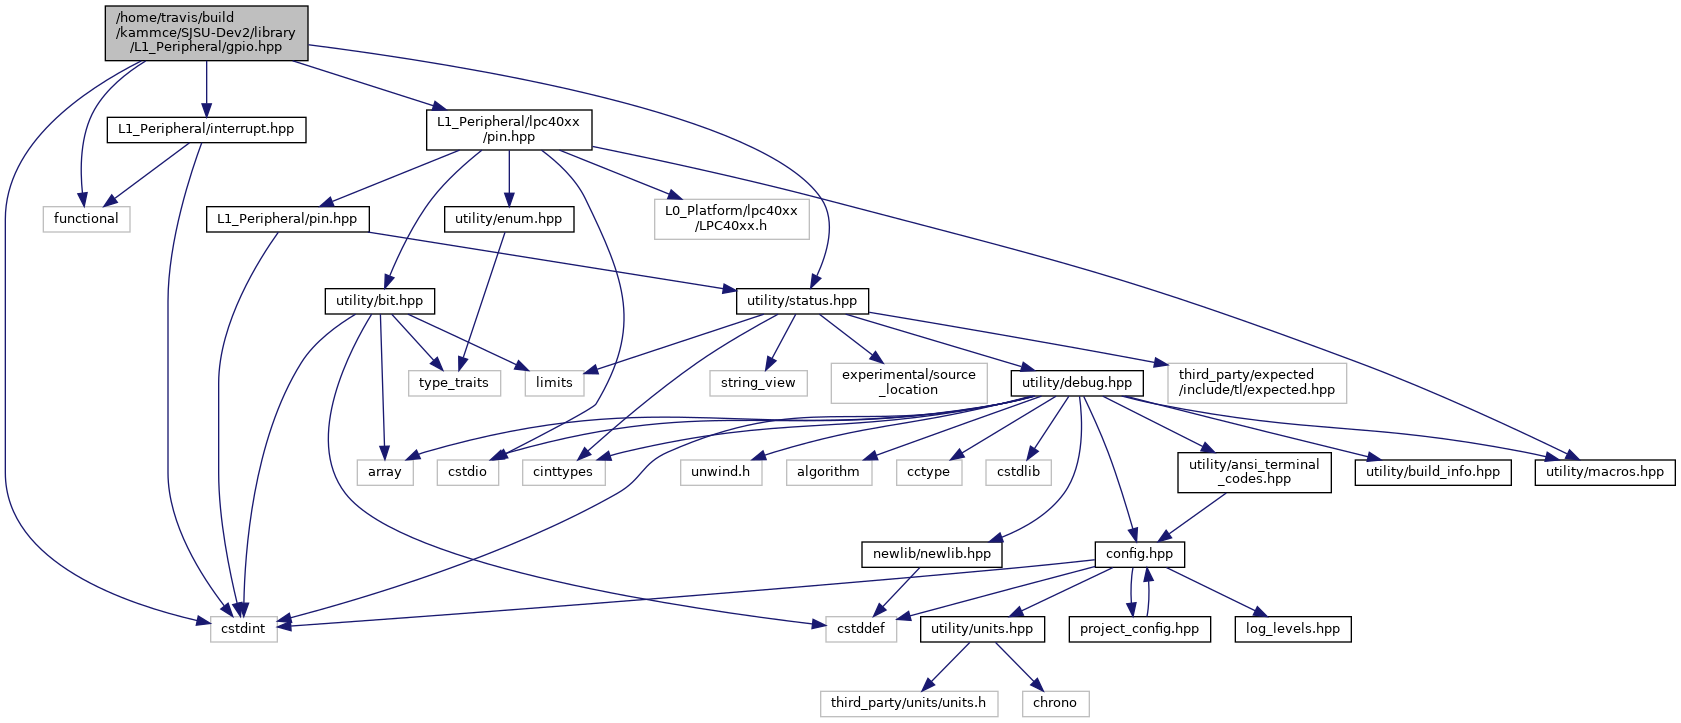 /home/travis/build
/kammce/SJSU-Dev2/library
/L1_Peripheral/gpio.hpp
L1_Peripheral/interrupt.hpp
L1_Peripheral/lpc40xx
/pin.hpp
functional
L1_Peripheral/pin.hpp
utility/enum.hpp
L0_Platform/lpc40xx
/LPC40xx.h
utility/bit.hpp
utility/status.hpp
type_traits
limits
string_view
experimental/source
_location
utility/debug.hpp
third_party/expected
/include/tl/expected.hpp
array
cstdio
cinttypes
unwind.h
algorithm
cctype
cstdlib
utility/ansi_terminal
_codes.hpp
utility/build_info.hpp
utility/macros.hpp
newlib/newlib.hpp
config.hpp
cstdint
cstddef
utility/units.hpp
project_config.hpp
log_levels.hpp
third_party/units/units.h
chrono